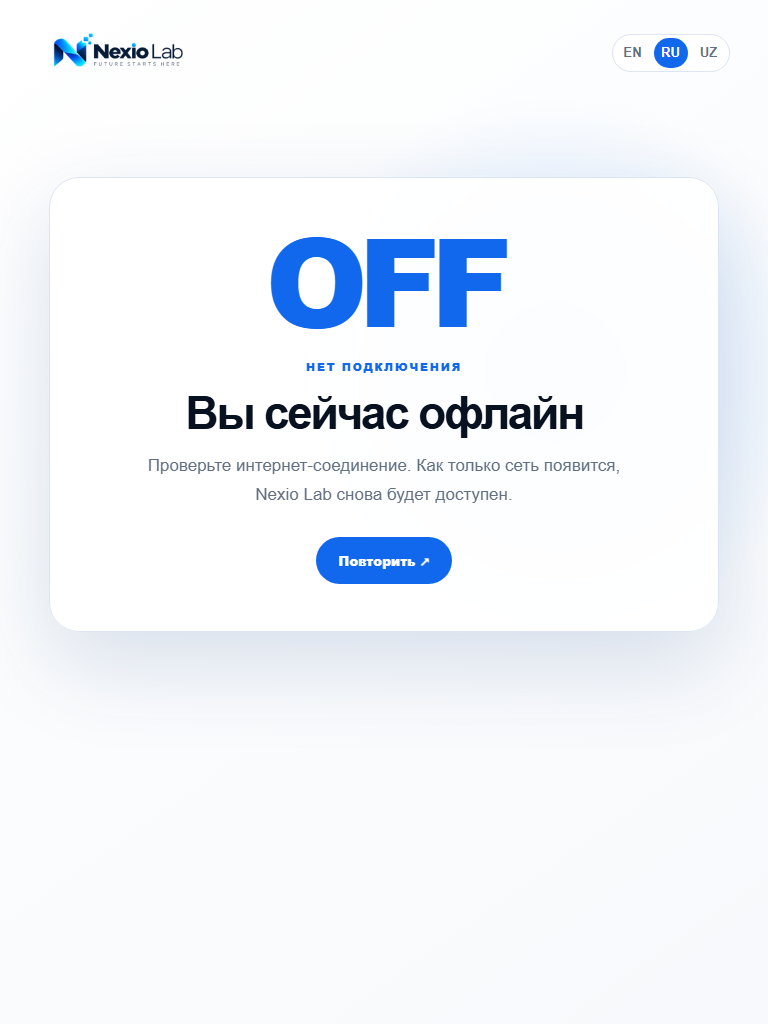 Nexio Lab
FUTURE STARTS HERE
EN RU UZ
OFF
НЕТ ПОДКЛЮЧЕНИЯ
Вы сейчас офлайн
Проверьте интернет-соединение. Как только сеть появится,
Nexio Lab снова будет доступен.
Повторить ↗